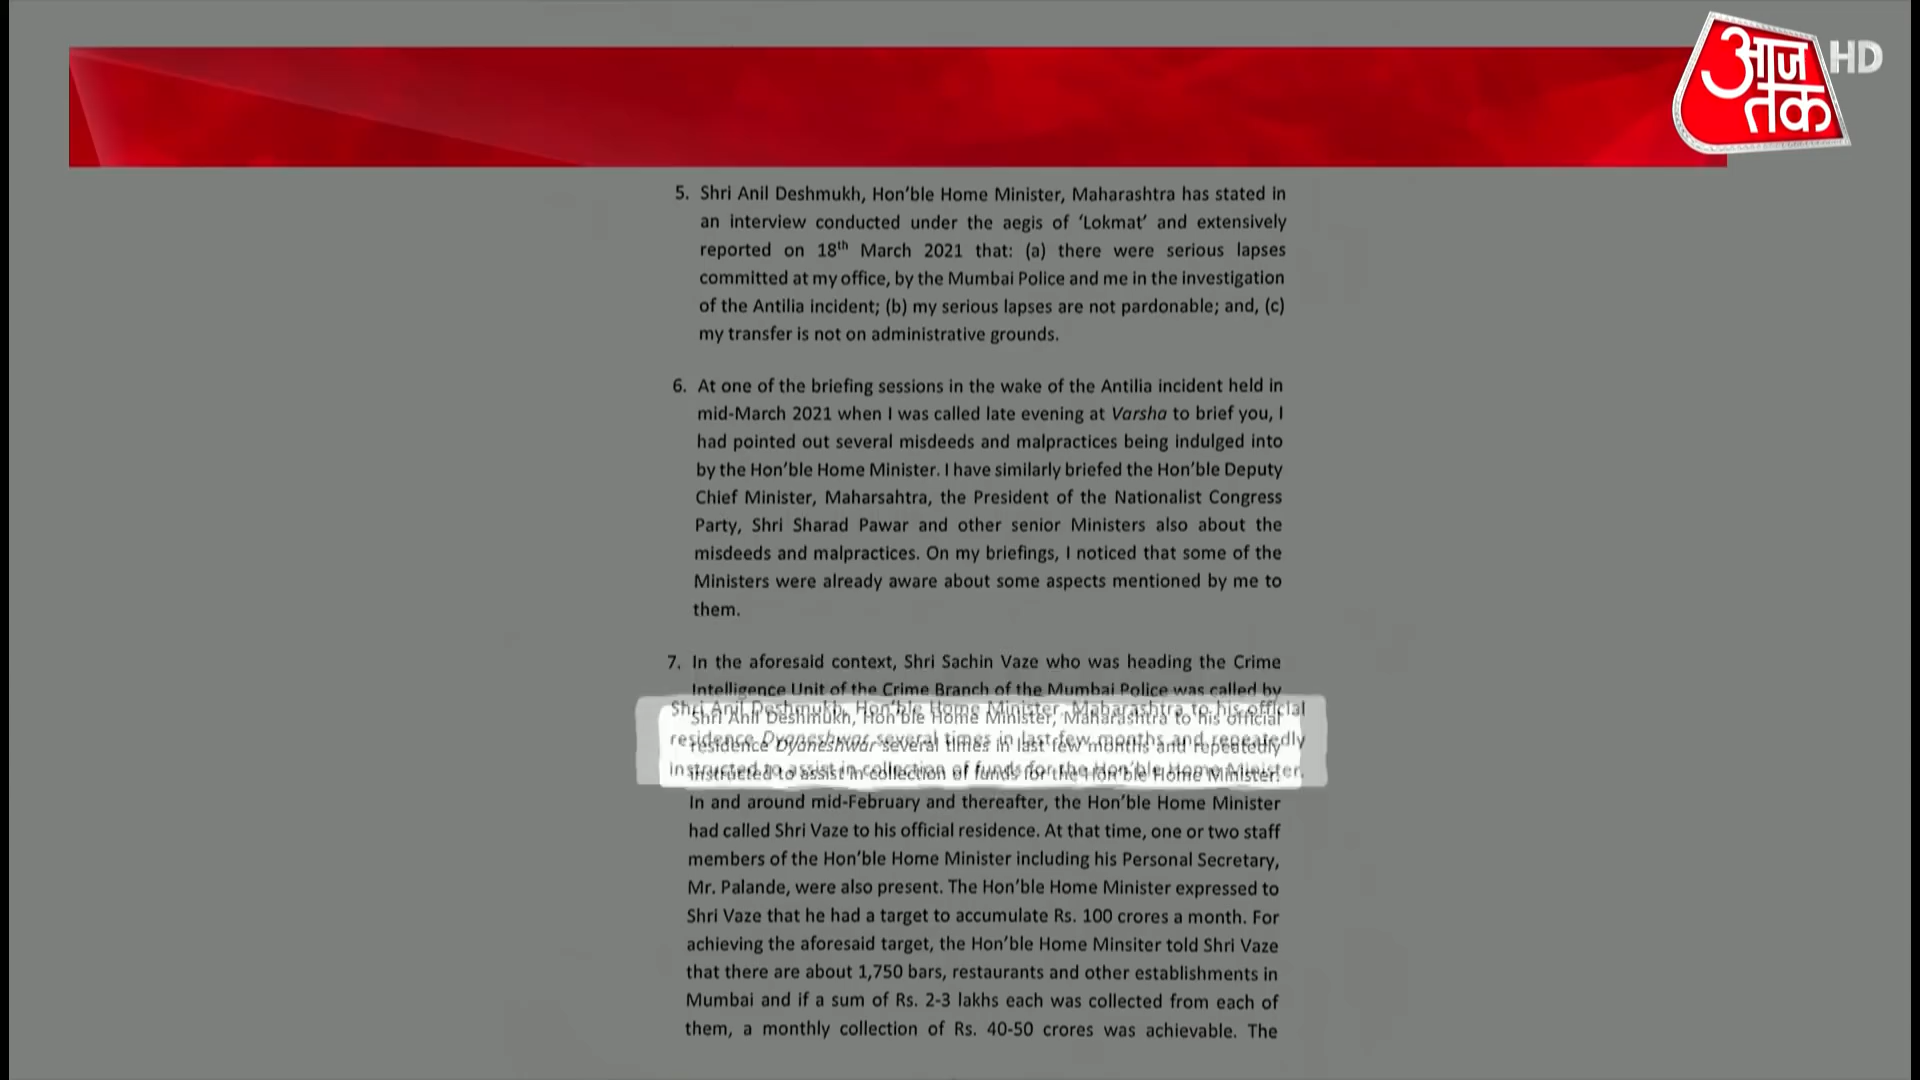 आज
तक
HD
5. Shri Anil Deshmukh, Hon'ble Home Minister, Maharashtra has stated in
an interview conducted under the aegis of 'Lokmat' and extensively
reported on 18th March 2021 that: (a) there were serious lapses
committed at my office, by the Mumbai Police and me in the investigation
of the Antilia incident; (b) my serious lapses are not pardonable; and, (c)
my transfer is not on administrative grounds.
6. At one of the briefing sessions in the wake of the Antilia incident held in
mid-March 2021 when I was called late evening at Varsha to brief you, I
had pointed out several misdeeds and malpractices being indulged into
by the Hon'ble Home Minister. I have similarly briefed the Hon'ble Deputy
Chief Minister, Maharsahtra, the President of the Nationalist Congress
Party, Shri Sharad Pawar and other senior Ministers also about the
misdeeds and malpractices. On my briefings, I noticed that some of the
Ministers were already aware about some aspects mentioned by me to
them.
7. In the aforesaid context, Shri Sachin Vaze who was heading the Crime
Intelligence Unit of the Crime Branch of the Mumbai Police was called by
Shri Anil Deshmukh, Hon'ble Home Minister, Maharashtra to his official
residence Dyaneshwar several times in last few months and repeatedly
instructed to assist in collection of funds for the Hon'ble Home Minister.
In and around mid-February and thereafter, the Hon'ble Home Minister
had called Shri Vaze to his official residence. At that time, one or two staff
members of the Hon'ble Home Minister including his Personal Secretary,
Mr. Palande, were also present. The Hon'ble Home Minister expressed to
Shri Vaze that he had a target to accumulate Rs. 100 crores a month. For
achieving the aforesaid target, the Hon'ble Home Minsiter told Shri Vaze
that there are about 1,750 bars, restaurants and other establishments in
Mumbai and if a sum of Rs. 2-3 lakhs each was collected from each of
them, a monthly collection of Rs. 40-50 crores was achievable. The